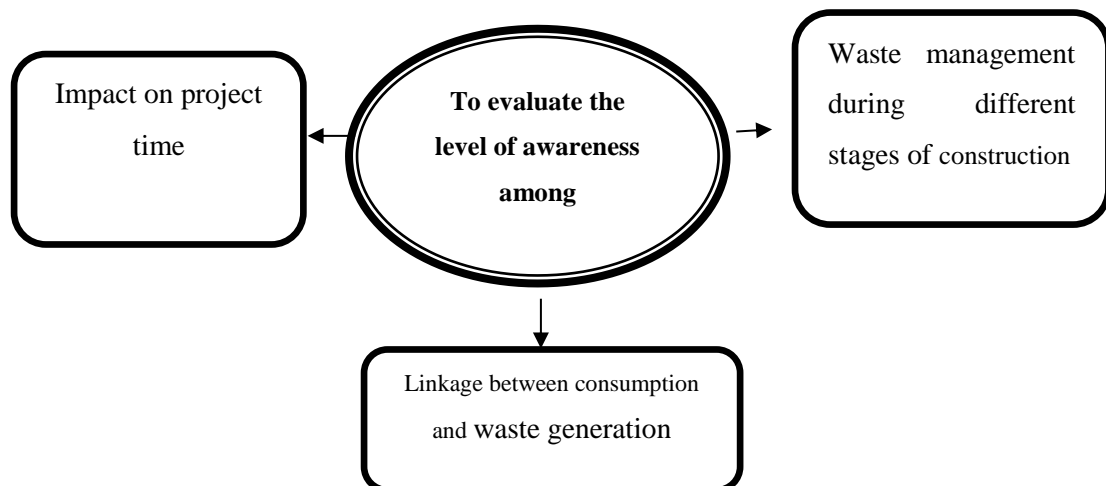 Impact on project
time
To evaluate the
level of awareness
among
Waste management
during different
stages of construction
Linkage between consumption
and waste generation